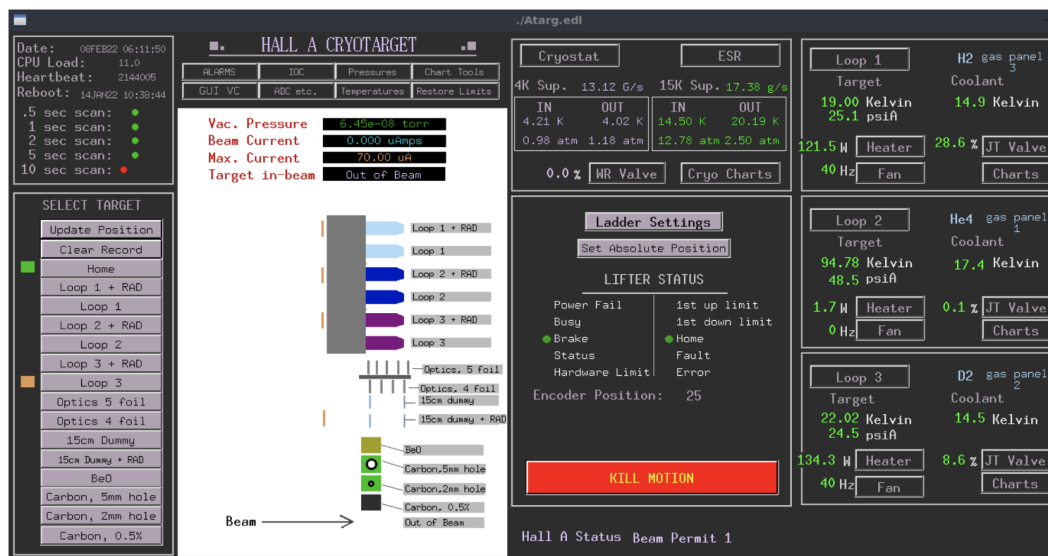 ./Atarg.edl
Date: 08FEB22 06:11:50
CPU Load: 11.0
Heartbeat: 2144005
Reboot: 14JAN22 10:38:44
.5 sec scan:
1 sec scan:
2 sec scan:
5 sec scan:
10 sec scan:
SELECT TARGET
Update Position
Clear Record
Home
Loop 1 + RAD
Loop 1
Loop 2 + RAD
Loop 2
Loop 3 + RAD
Loop 3
Optics 5 foil
Optics 4 foil
15cm Dummy
15cm Dummy + RAD
BeO
Carbon, 5mm hole
Carbon, 2mm hole
Carbon, 0.5%
HALL A CRYOTARGET
ALARMS IOC Pressures Chart Tools
GUI VC ADC etc. Temperatures Restore Limits
Vac. Pressure 6.45e-08 torr
Beam Current 0.000 uAmps
Max. Current 70.00 uA
Target in-beam Out of Beam
Loop 1 + RAD
Loop 1
Loop 2 + RAD
Loop 2
Loop 3 + RAD
Loop 3
Optics, 5 foil
Optics, 4 foil
15cm dummy
15cm dummy + RAD
BeO
Carbon,5mm hole
Carbon,2mm hole
Carbon, 0.5%
Beam Out of Beam
Cryostat ESR
4K Sup. 13.12 G/s 15K Sup. 17.38 g/s
IN OUT IN OUT
4.21 K 4.02 K 14.50 K 20.19 K
0.98 atm 1.18 atm 12.78 atm 2.50 atm
0.0 % WR Valve Cryo Charts
Ladder Settings
Set Absolute Position
LIFTER STATUS
Power Fail 1st up limit
Busy 1st down limit
Brake Home
Status Fault
Hardware Limit Error
Encoder Position: 25
KILL MOTION
Hall A Status Beam Permit 1
Loop 1 H2 gas panel 3
Target Coolant
19.00 Kelvin 14.9 Kelvin
25.1 psiA
121.5 W Heater 28.6 % JT Valve
40 Hz Fan Charts
Loop 2 He4 gas panel 1
Target Coolant
94.78 Kelvin 17.4 Kelvin
48.5 psiA
1.7 W Heater 0.1 % JT Valve
0 Hz Fan Charts
Loop 3 D2 gas panel 2
Target Coolant
22.02 Kelvin 14.5 Kelvin
24.5 psiA
134.3 W Heater 8.6 % JT Valve
40 Hz Fan Charts